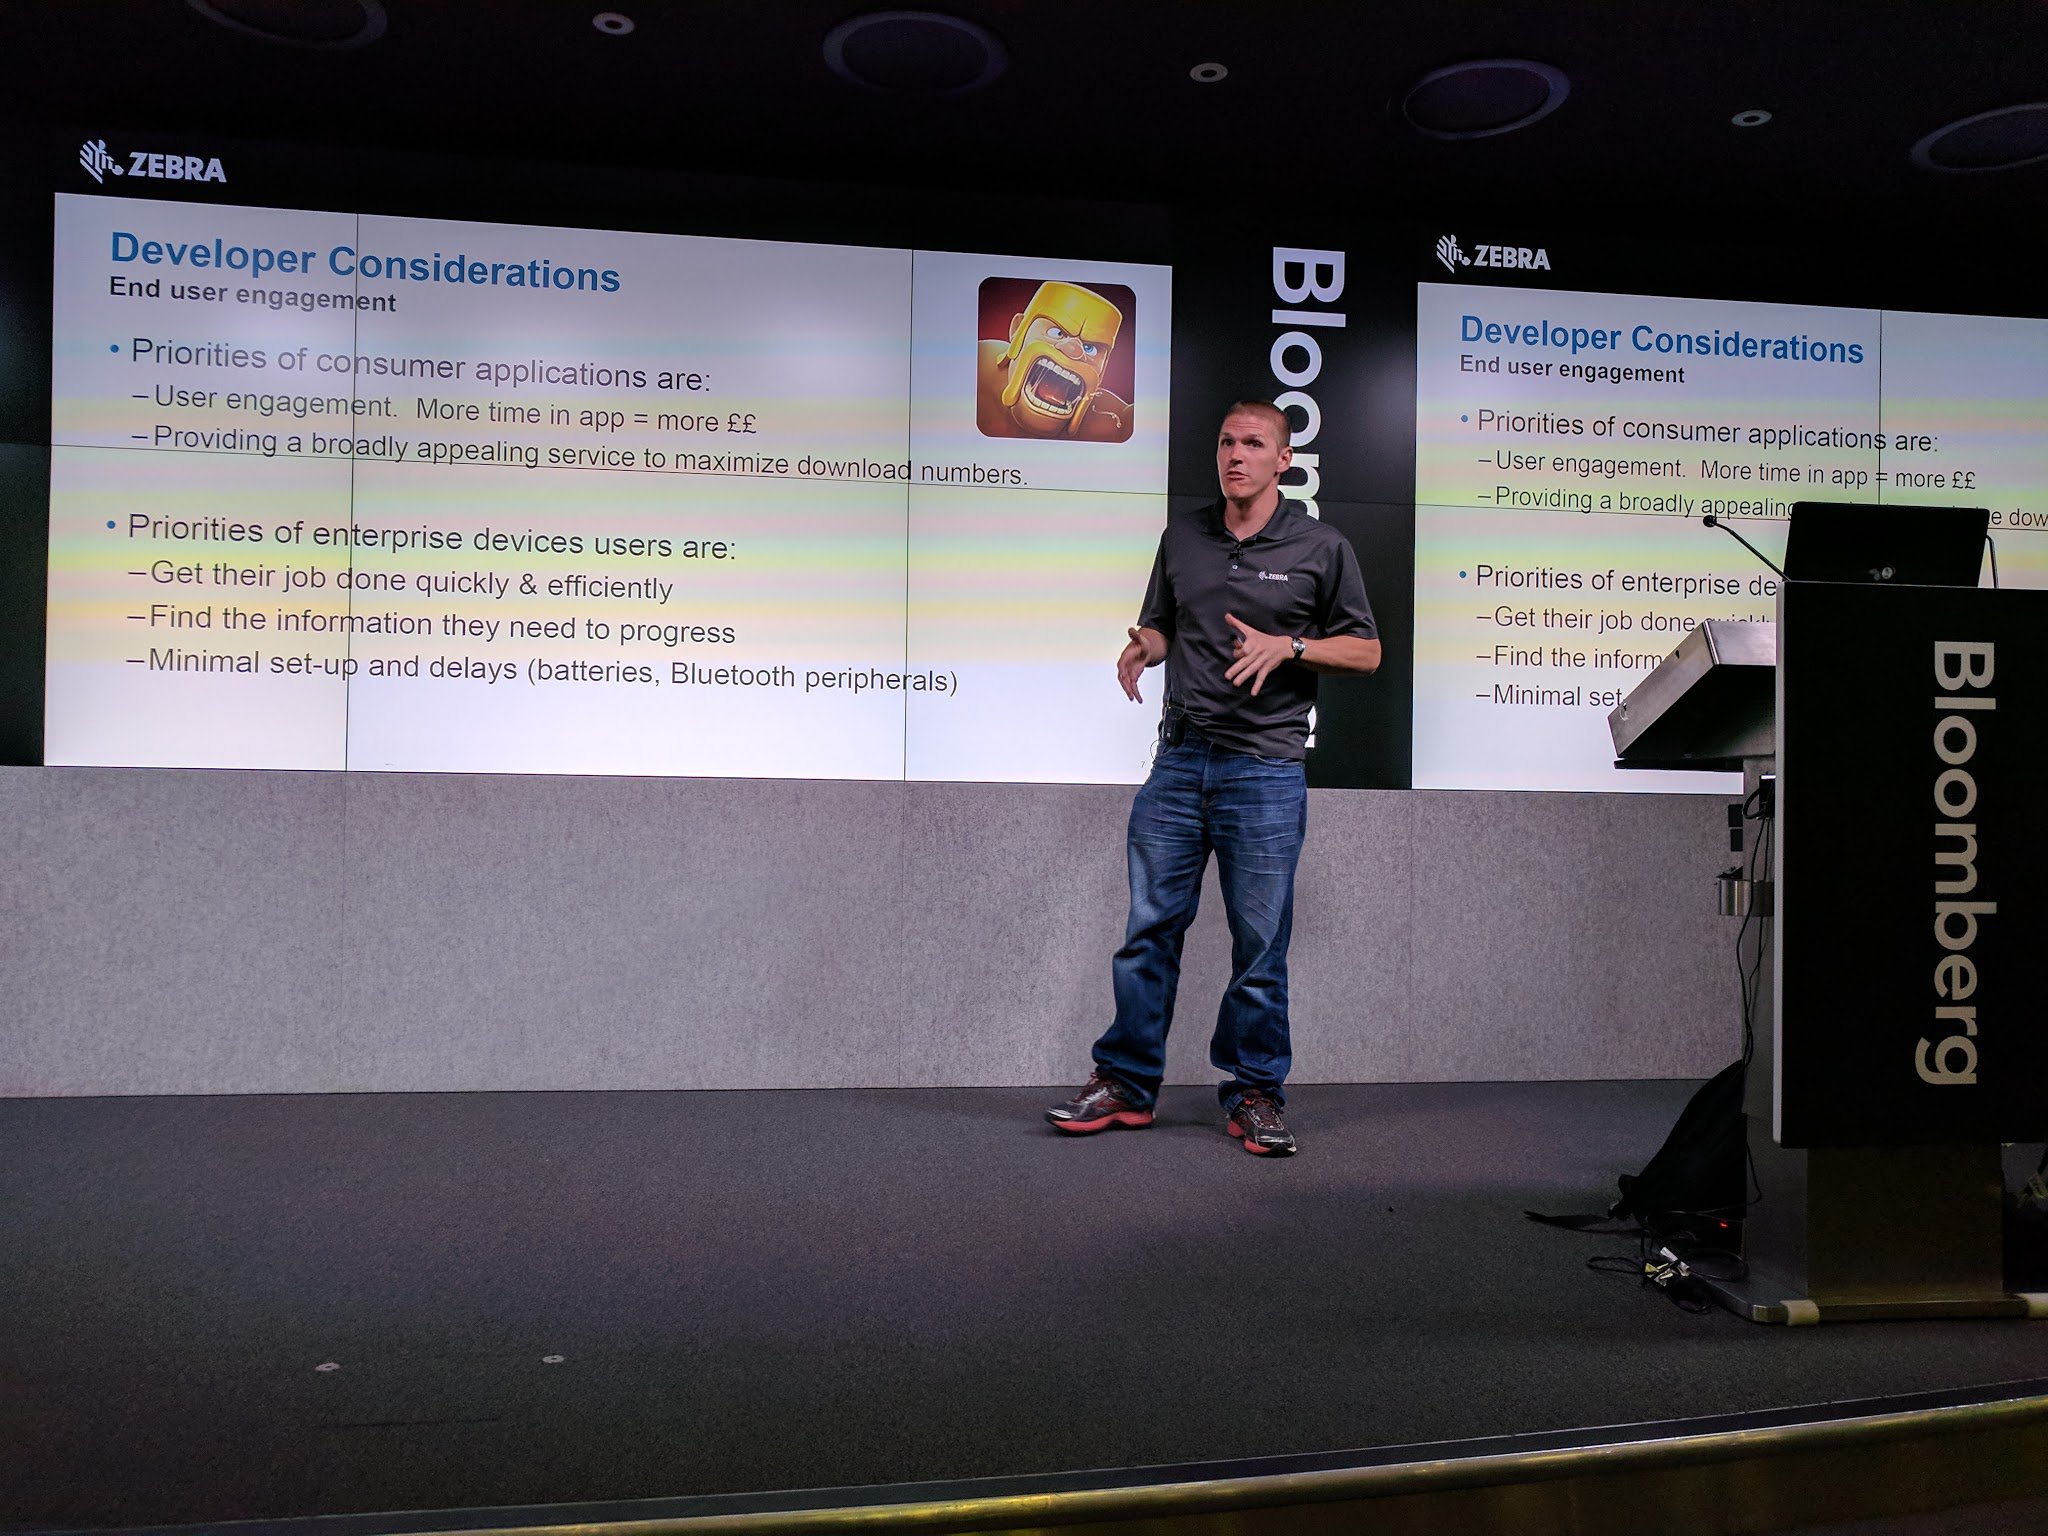 ZEBRA
Developer Considerations
End user engagement
• Priorities of consumer applications are:
–User engagement.  More time in app = more ££
–Providing a broadly appealing service to maximize download numbers.
• Priorities of enterprise devices users are:
–Get their job done quickly & efficiently
–Find the information they need to progress
–Minimal set-up and delays (batteries, Bluetooth peripherals)
7
Bloom
ZEBRA
ZEBRA
Developer Considerations
End user engagement
• Priorities of consumer applications are:
–User engagement.  More time in app = more ££
–Providing a broadly appealing
• Priorities of enterprise de
–Get their job done
–Find the inform
–Minimal set-
Bloomberg